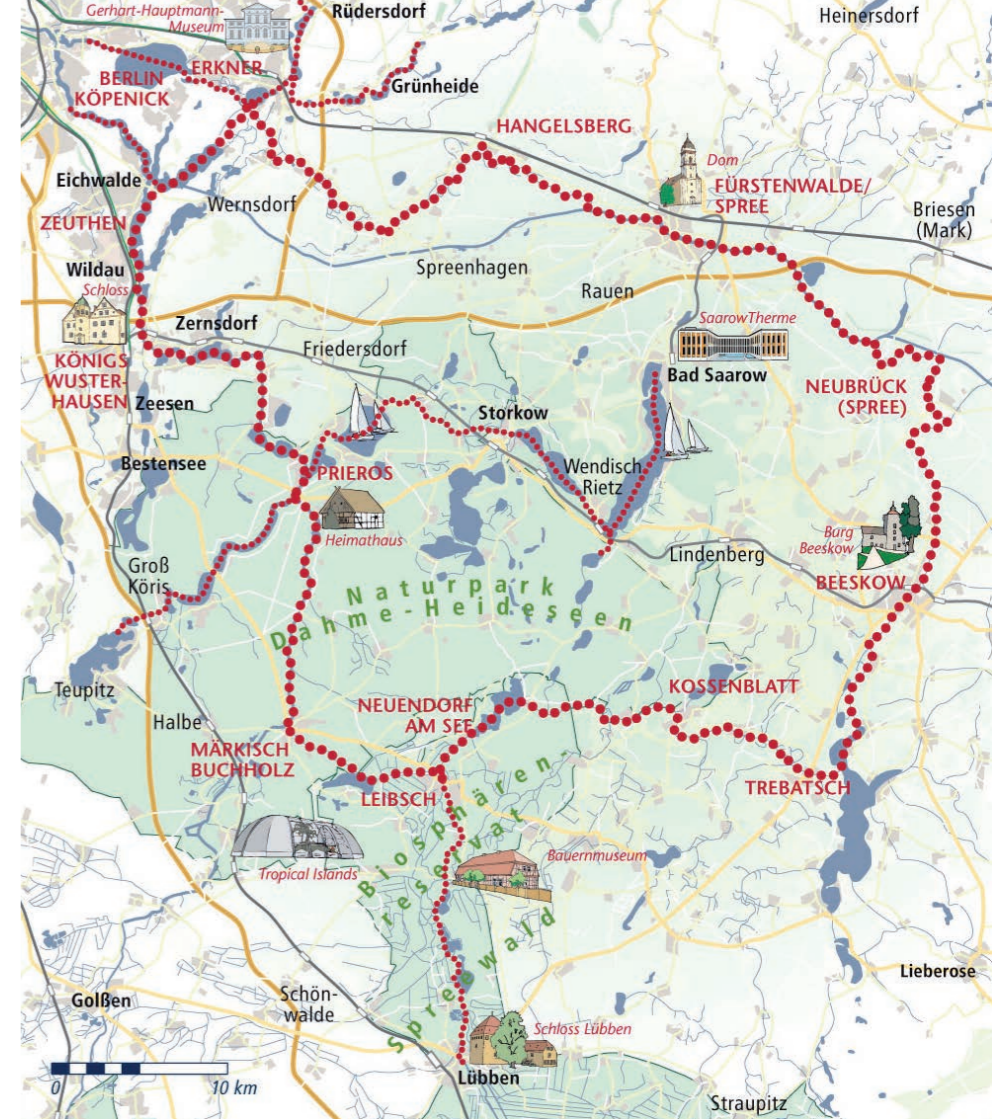 Gerhart-Hauptmann-
Museum
Rüdersdorf
Heinersdorf
BERLIN
KÖPENICK
ERKNER
Grünheide
HANGELSBERG
Eichwalde
Dom
FÜRSTENWALDE/
SPREE
Wernsdorf
ZEUTHEN
Briesen
(Mark)
Wildau
Schloss
Spreenhagen
Rauen
Zernsdorf
SaarowTherme
Friedersdorf
KÖNIGS
WUSTER-
HAUSEN
Zeesen
Bad Saarow
NEUBRÜCK
(SPREE)
Storkow
Bestensee
PRIEROS
Wendisch
Rietz
Heimathaus
Burg
Beeskow
Lindenberg
BEESKOW
Groß
Köris
Naturpark
Dahme-Heideseen
Teupitz
KOSSENBLATT
NEUENDORF
AM SEE
Halbe
MÄRKISCH
BUCHHOLZ
LEIBSCH
TREBATSCH
Tropical Islands
Bauernmuseum
Biosphären-
reservat
Spreewald
Lieberose
Golßen
Schön-
walde
Schloss Lübben
0 10 km
Lübben
Straupitz